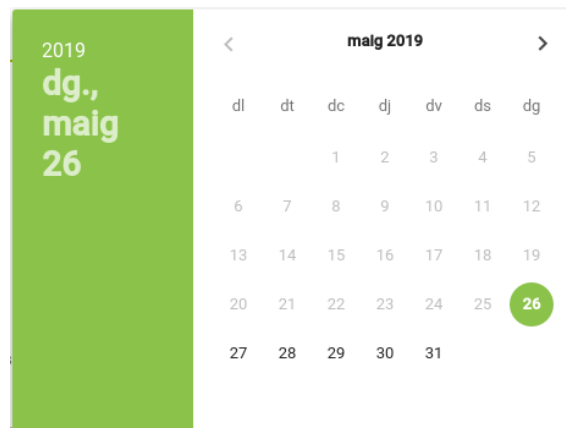 2019
dg.,
maig
26
maig 2019
dl dt dc dj dv ds dg
1 2 3 4 5
6 7 8 9 10 11 12
13 14 15 16 17 18 19
20 21 22 23 24 25 26
27 28 29 30 31